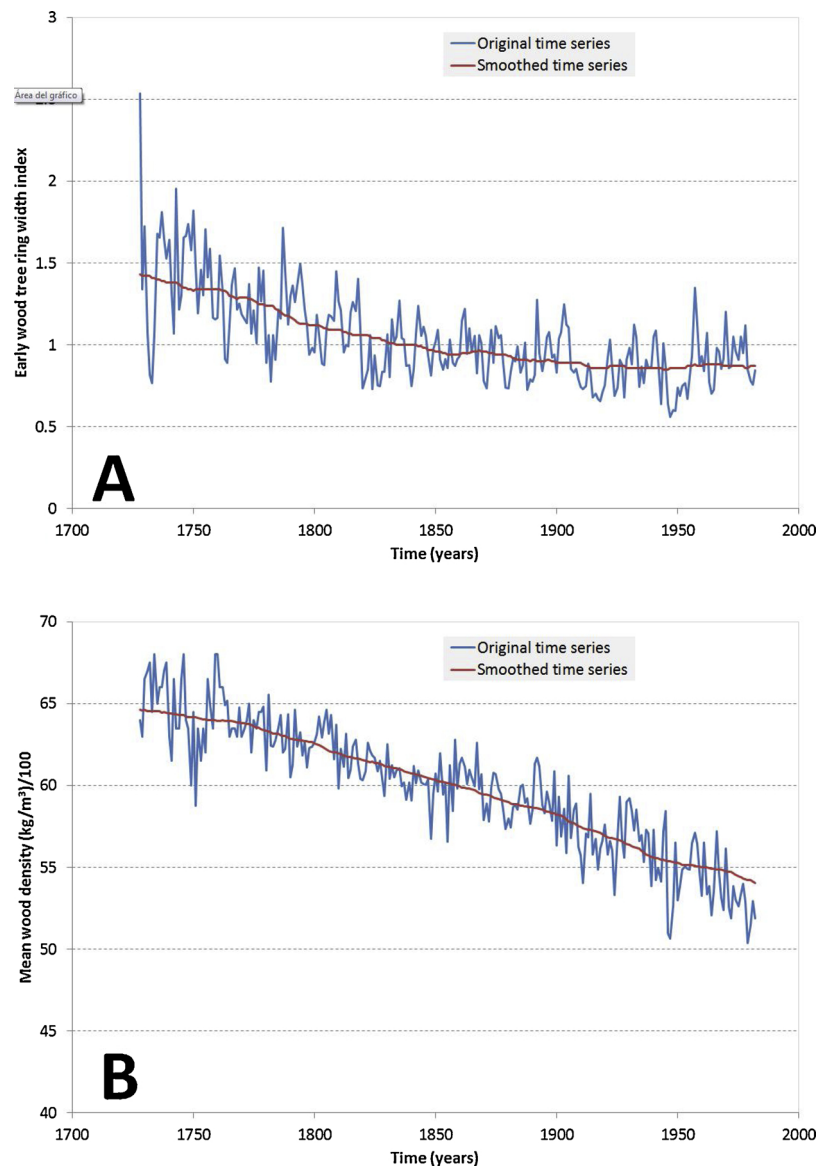 3
Original time series
Smoothed time series
Área del gráfico
2
1.5
1
0.5
0
Early wood tree ring width index
A
1700
1750
1800
1850
1900
1950
2000
Time (years)
70
Original time series
Smoothed time series
65
60
55
50
45
40
Mean wood density (kg/m³)/100
B
1700
1750
1800
1850
1900
1950
2000
Time (years)